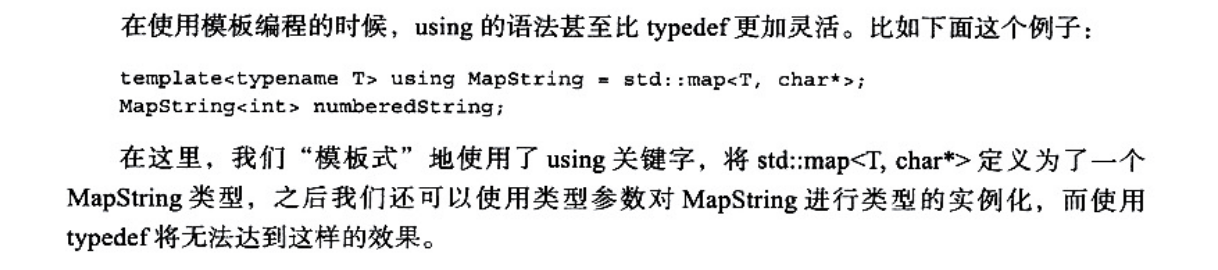 在使用模板编程的时候，using 的语法甚至比 typedef 更加灵活。比如下面这个例子：
template<typename T> using MapString = std::map<T, char*>;
MapString<int> numberedString;
在这里，我们“模板式”地使用了 using 关键字，将 std::map<T, char*> 定义为了一个
MapString 类型，之后我们还可以使用类型参数对 MapString 进行类型的实例化，而使用
typedef 将无法达到这样的效果。